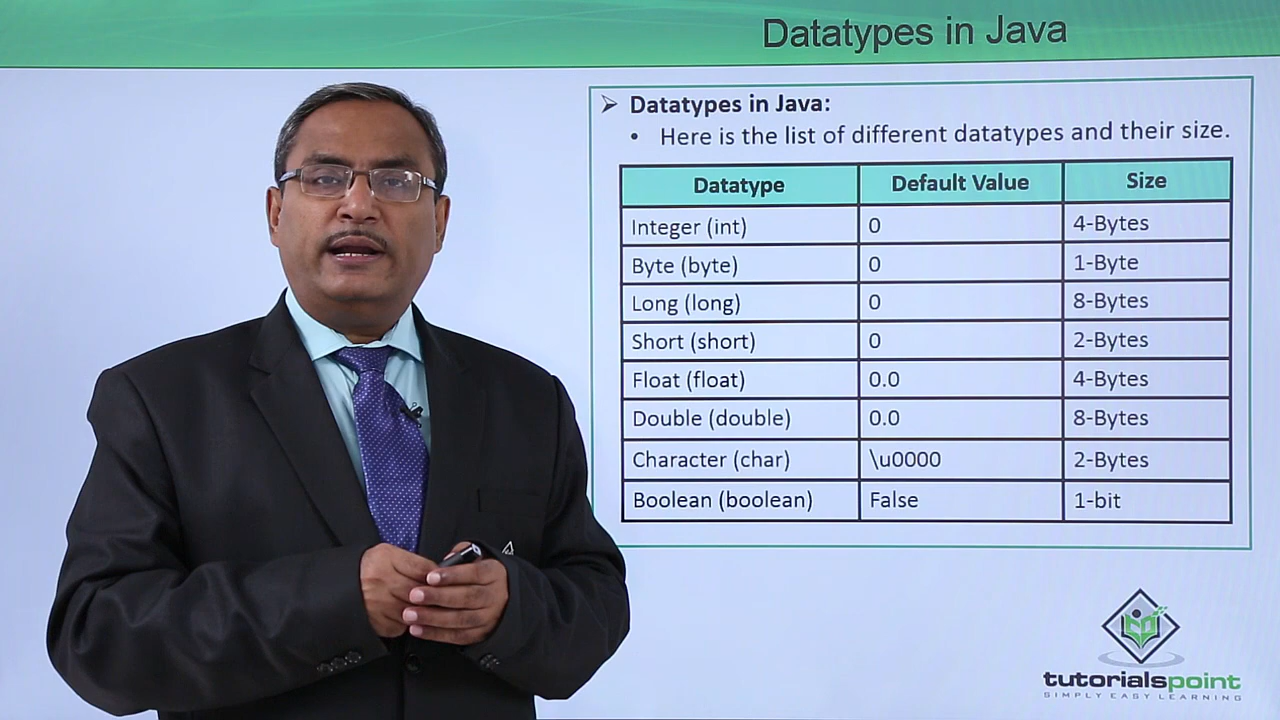 Datatypes in Java
➤ Datatypes in Java:
• Here is the list of different datatypes and their size.
Datatype Default Value Size
Integer (int) 0 4-Bytes
Byte (byte) 0 1-Byte
Long (long) 0 8-Bytes
Short (short) 0 2-Bytes
Float (float) 0.0 4-Bytes
Double (double) 0.0 8-Bytes
Character (char) \u0000 2-Bytes
Boolean (boolean) False 1-bit
tutorialspoint
SIMPLY EASY LEARNING